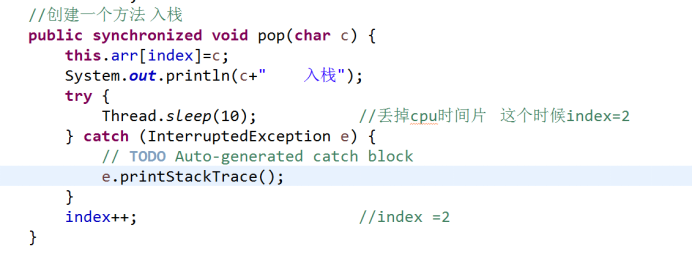 //创建一个方法 入栈
public synchronized void pop(char c) {
this.arr[index]=c;
System.out.println(c+"    入栈");
try {
Thread.sleep(10);            //丢掉cpu时间片  这个时候index=2
} catch (InterruptedException e) {
// TODO Auto-generated catch block
e.printStackTrace();
}
index++;                         //index =2
}